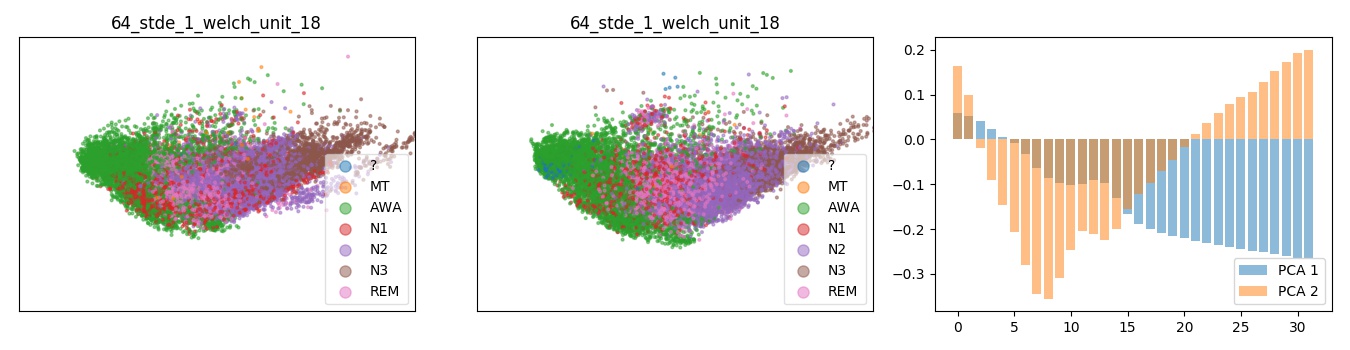 64_stde_1_welch_unit_18
?
MT
AWA
N1
N2
N3
REM
64_stde_1_welch_unit_18
?
MT
AWA
N1
N2
N3
REM
0.2
0.1
0.0
−0.1
−0.2
−0.3
0 5 10 15 20 25 30
PCA 1
PCA 2